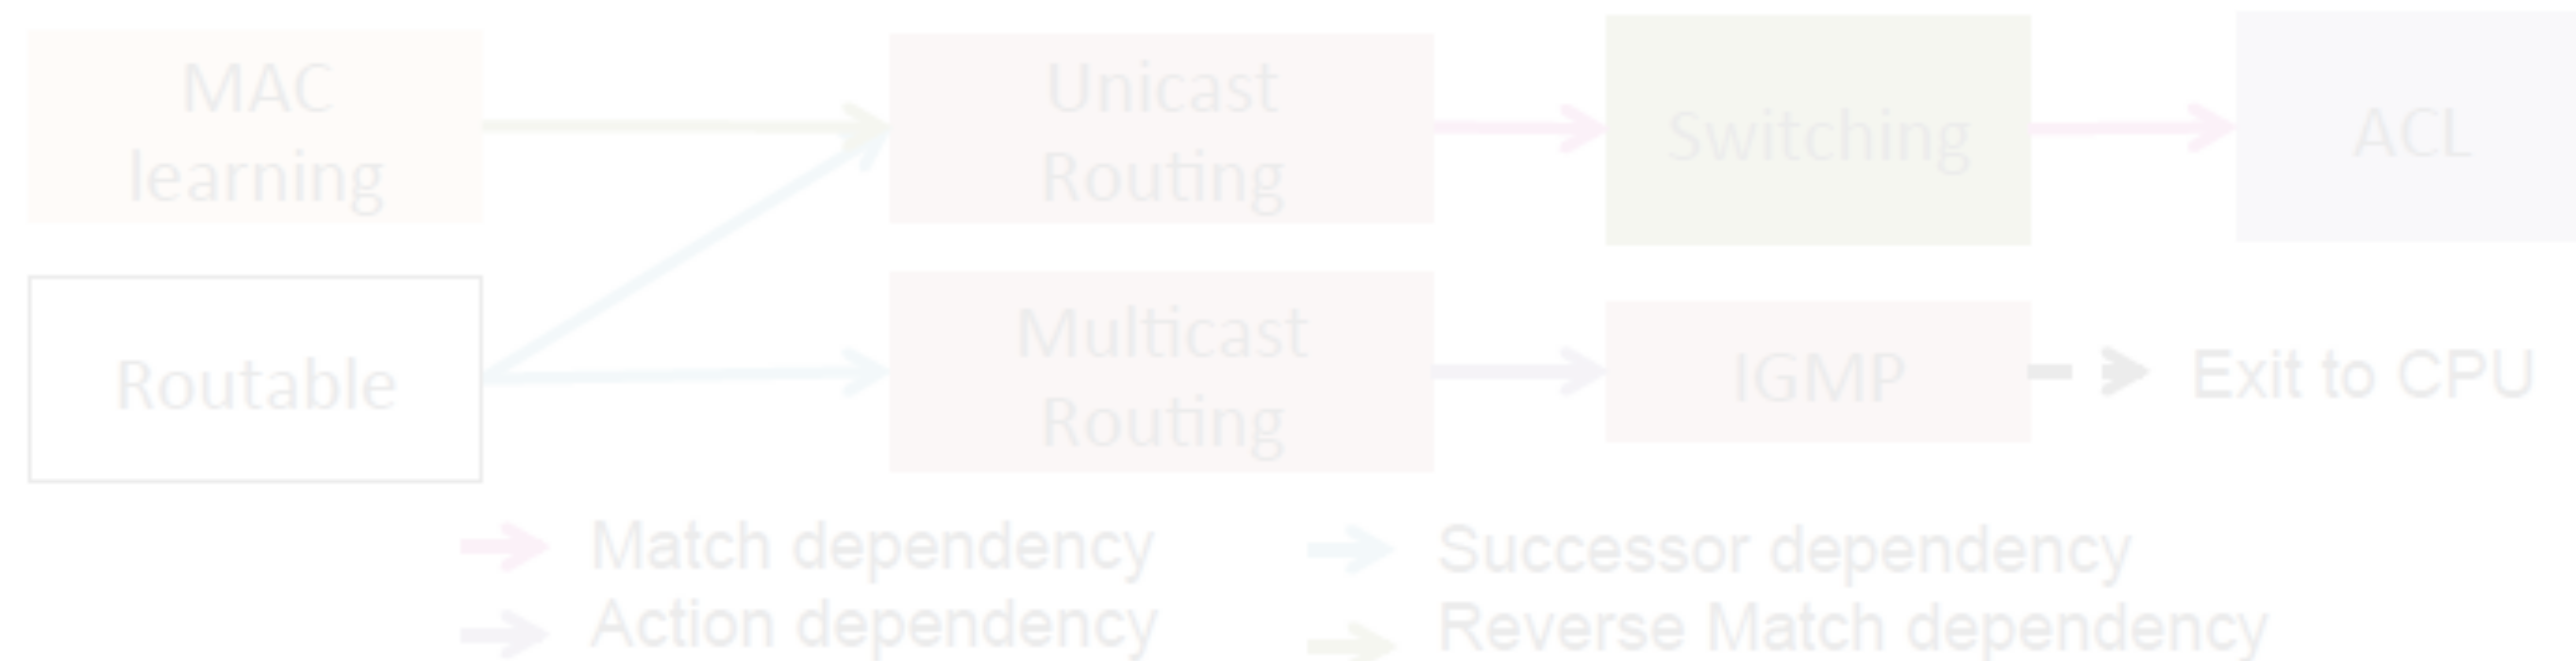 MAC
learning
Unicast
Routing
Switching
ACL
Routable
Multicast
Routing
IGMP
Exit to CPU
Match dependency
Successor dependency
Action dependency
Reverse Match dependency